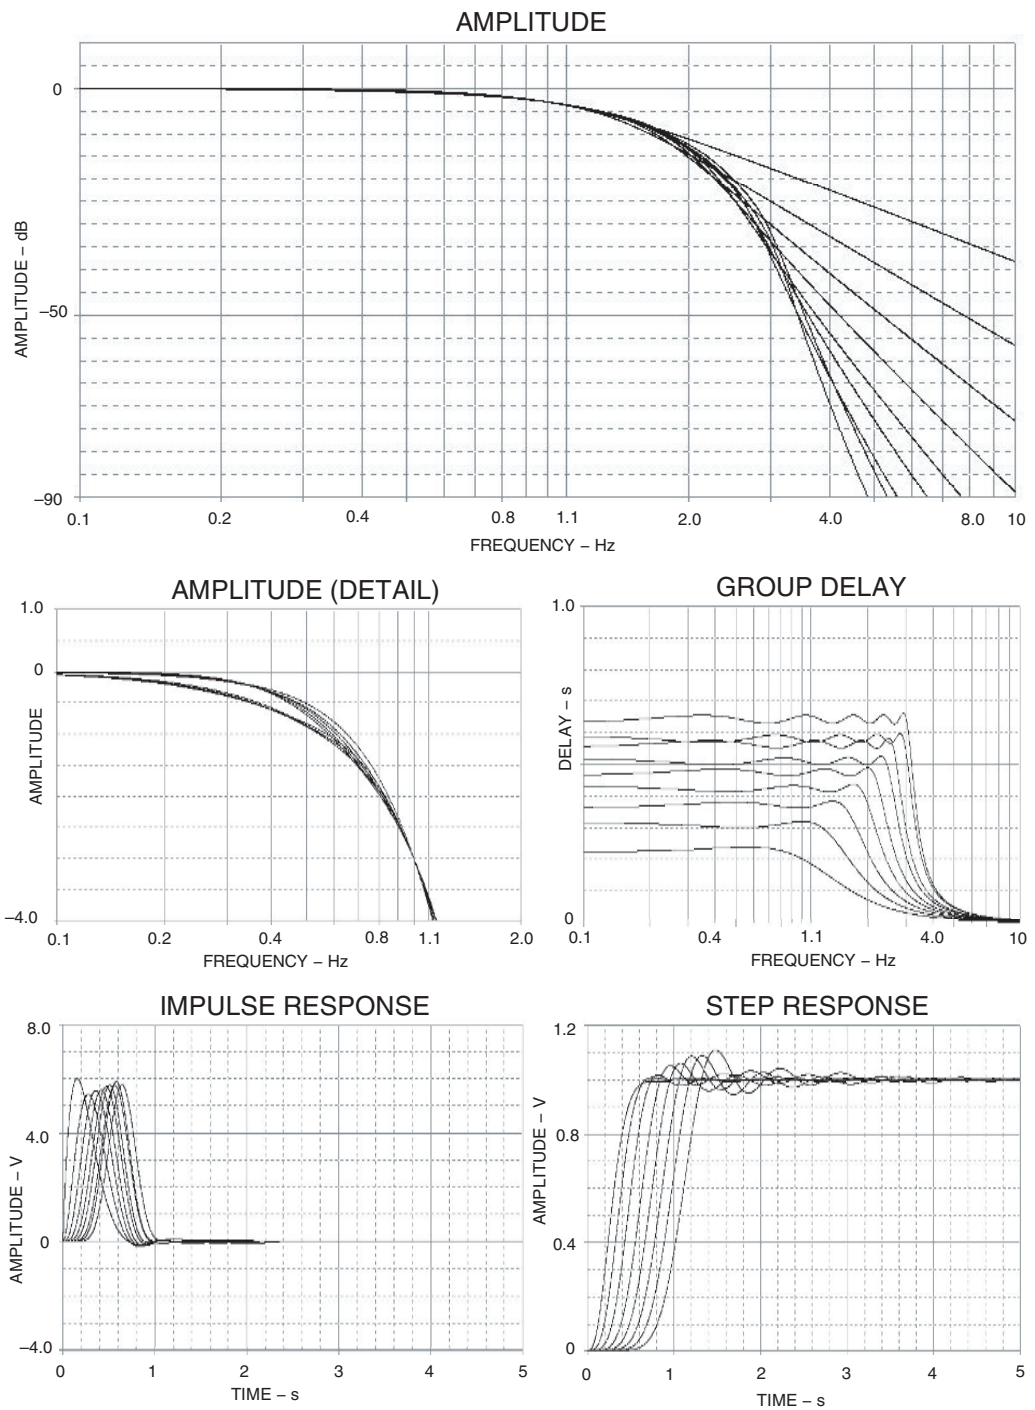 AMPLITUDE
0
–50
–90
AMPLITUDE – dB
0.1 0.2 0.4 0.8 1.1 2.0 4.0 8.0 10
FREQUENCY – Hz
AMPLITUDE (DETAIL)
1.0
0
–4.0
AMPLITUDE
0.1 0.2 0.4 0.8 1.1 2.0
FREQUENCY – Hz
GROUP DELAY
1.0
0
DELAY – s
0.1 0.4 1.1 4.0 10
FREQUENCY – Hz
IMPULSE RESPONSE
8.0
4.0
0
–4.0
AMPLITUDE – V
0 1 2 3 4 5
TIME – s
STEP RESPONSE
1.2
0.8
0.4
0
AMPLITUDE – V
0 1 2 3 4 5
TIME – s